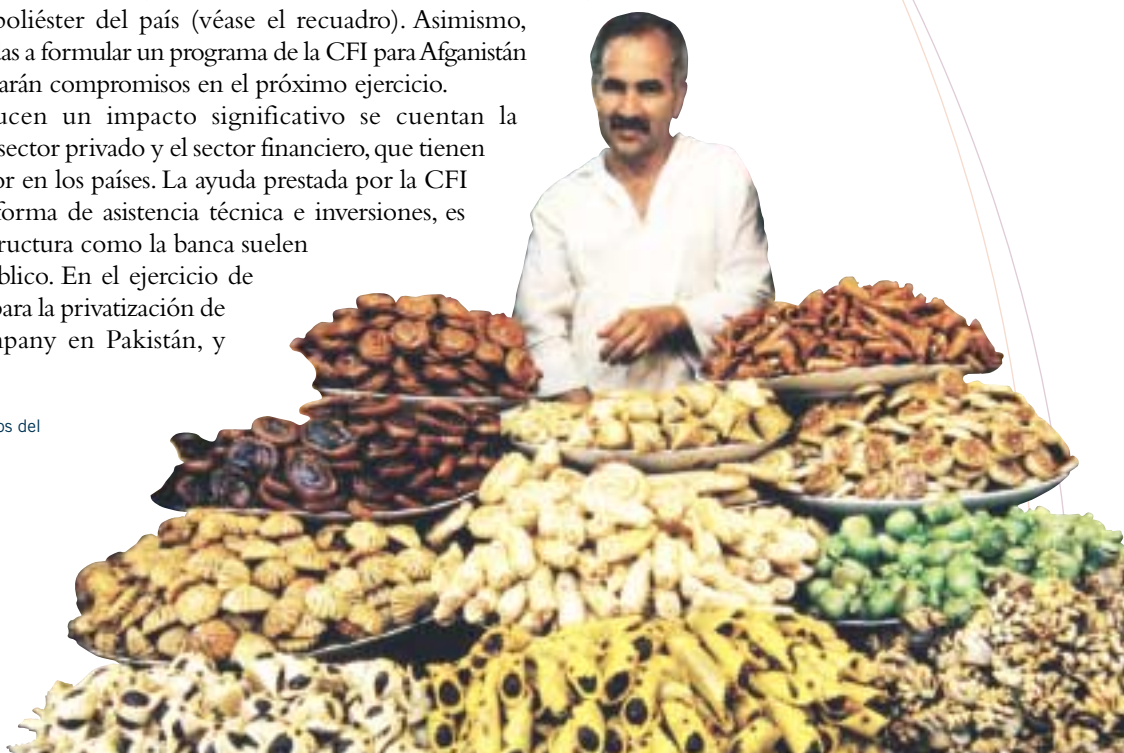 poliéster del país (véase el recuadro). Asimismo,
as a formular un programa de la CFI para Afganistán
arán compromisos en el próximo ejercicio.
ucen un impacto significativo se cuentan la
sector privado y el sector financiero, que tienen
or en los países. La ayuda prestada por la CFI
forma de asistencia técnica e inversiones, es
ructura como la banca suelen
blico. En el ejercicio de
para la privatización de
mpany en Pakistán, y
os del